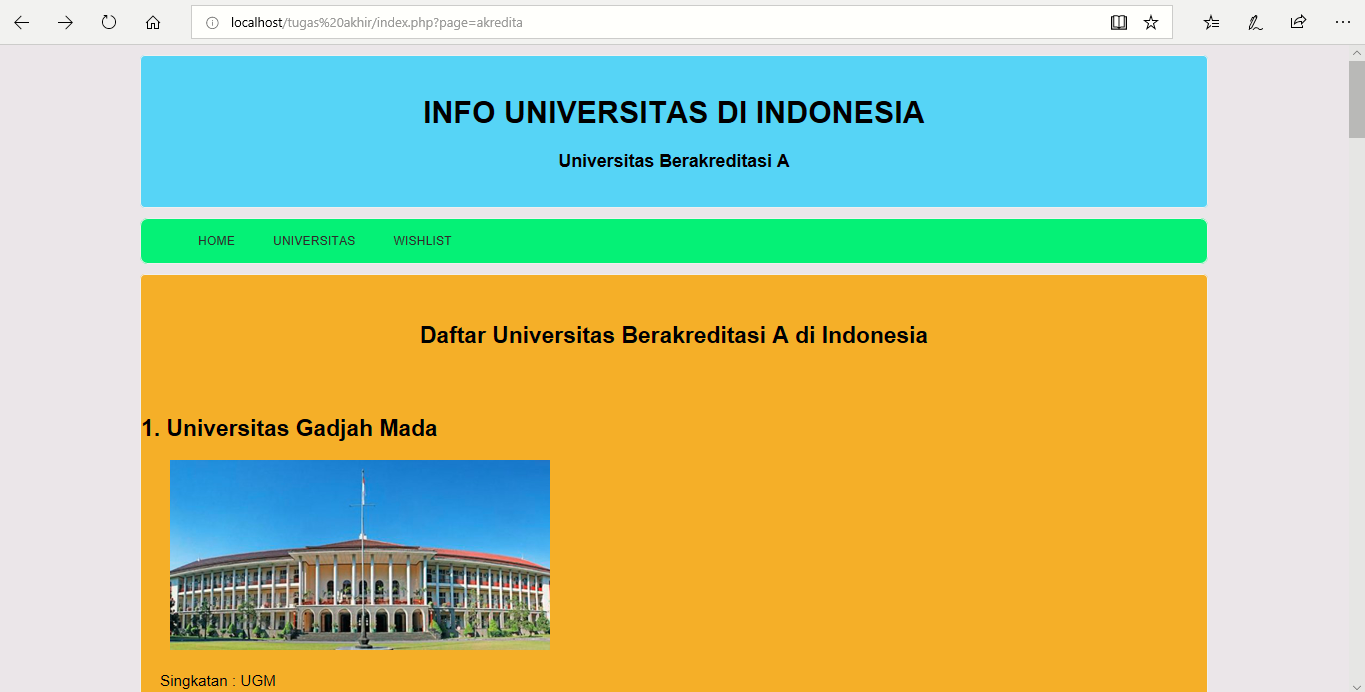 localhost/tugas%20akhir/index.php?page=akredita
INFO UNIVERSITAS DI INDONESIA
Universitas Berakreditasi A
HOME UNIVERSITAS WISHLIST
Daftar Universitas Berakreditasi A di Indonesia
1. Universitas Gadjah Mada
Singkatan : UGM